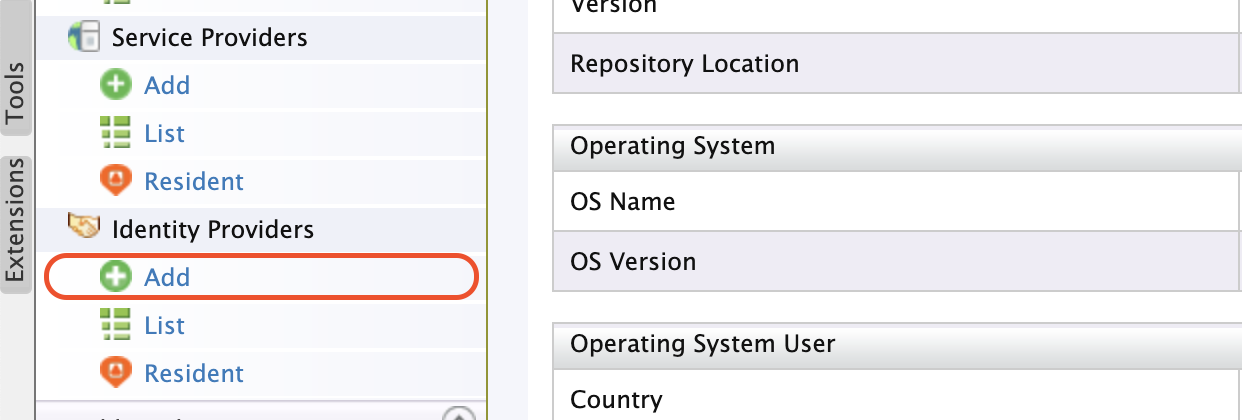 Tools
Extensions
Service Providers
Add
List
Resident
Identity Providers
Add
List
Resident
Version
Repository Location
Operating System
OS Name
OS Version
Operating System User
Country